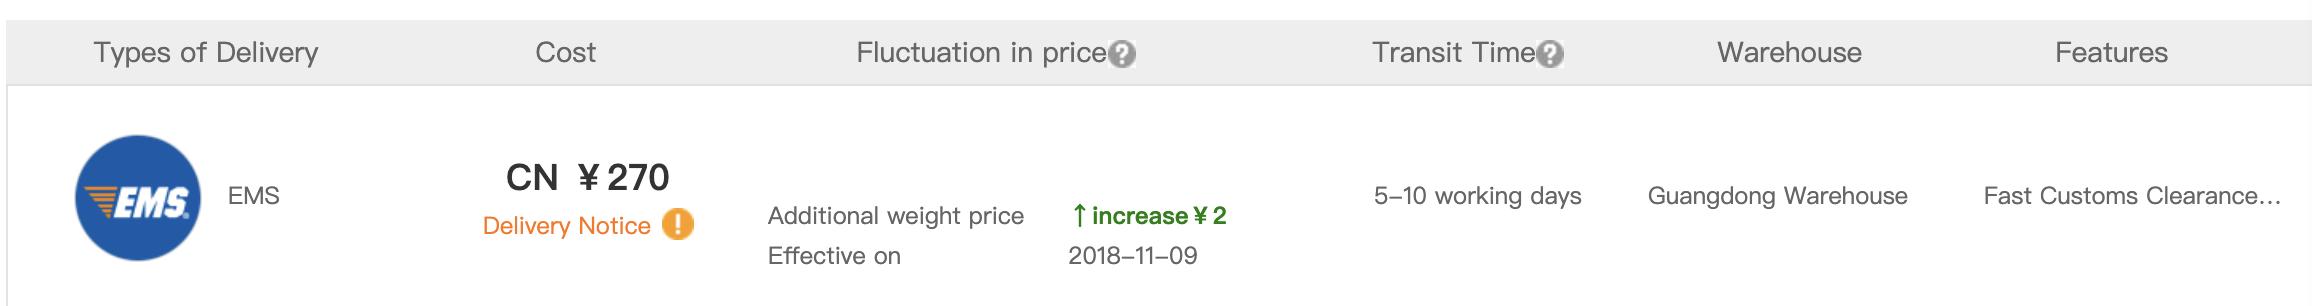 Types of Delivery Cost Fluctuation in price? Transit Time? Warehouse Features
EMS EMS
CN ¥270
Delivery Notice !
Additional weight price ↑increase¥2
Effective on 2018-11-09
5-10 working days
Guangdong Warehouse
Fast Customs Clearance...